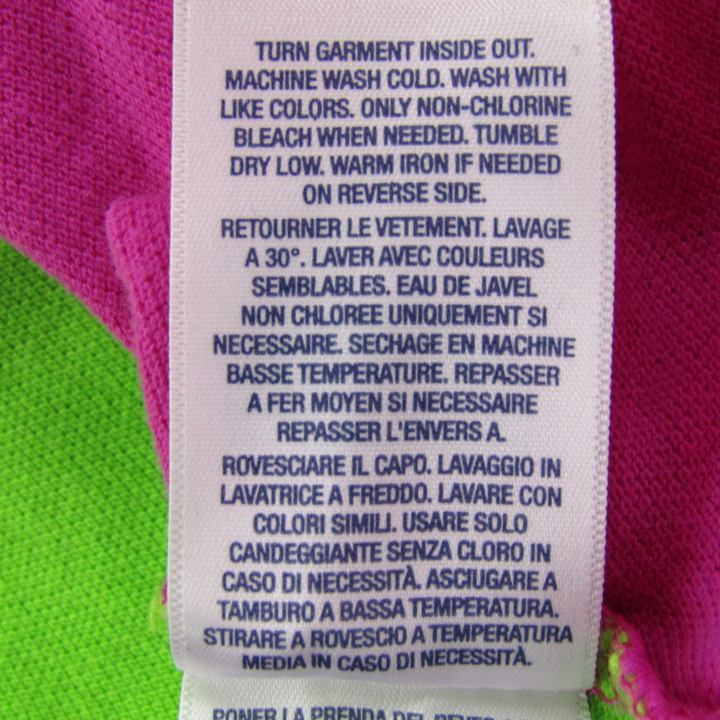 TURN GARMENT INSIDE OUT.
MACHINE WASH COLD. WASH WITH
LIKE COLORS. ONLY NON-CHLORINE
BLEACH WHEN NEEDED. TUMBLE
DRY LOW. WARM IRON IF NEEDED
ON REVERSE SIDE.
RETOURNER LE VETEMENT. LAVAGE
A 30°. LAVER AVEC COULEURS
SEMBLABLES. EAU DE JAVEL
NON CHLOREE UNIQUEMENT SI
NECESSAIRE. SECHAGE EN MACHINE
BASSE TEMPERATURE. REPASSER
A FER MOYEN SI NECESSAIRE
REPASSER L'ENVERS A.
ROVESCIARE IL CAPO. LAVAGGIO IN
LAVATRICE A FREDDO. LAVARE CON
COLORI SIMILI. USARE SOLO
CANDEGGIANTE SENZA CLORO IN
CASO DI NECESSITÀ. ASCIUGARE A
TAMBURO A BASSA TEMPERATURA.
STIRARE A ROVESCIO A TEMPERATURA
MEDIA IN CASO DI NECESSITÀ.
PONER LA PRENDA DEL